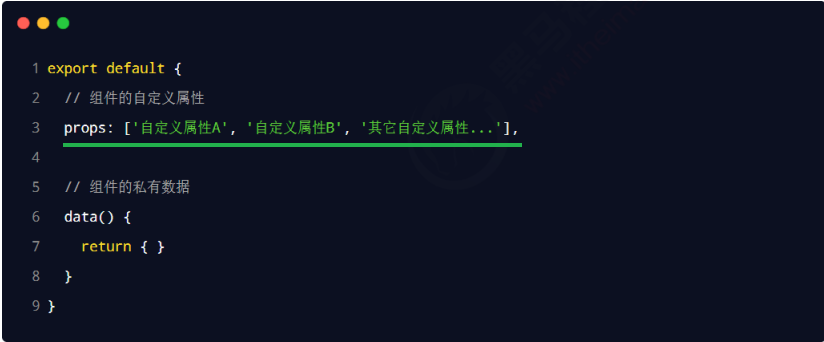 1 export default {
2 // 组件的自定义属性
3 props: ['自定义属性A', '自定义属性B', '其它自定义属性...'],
4
5 // 组件的私有数据
6 data() {
7 return { }
8 }
9 }